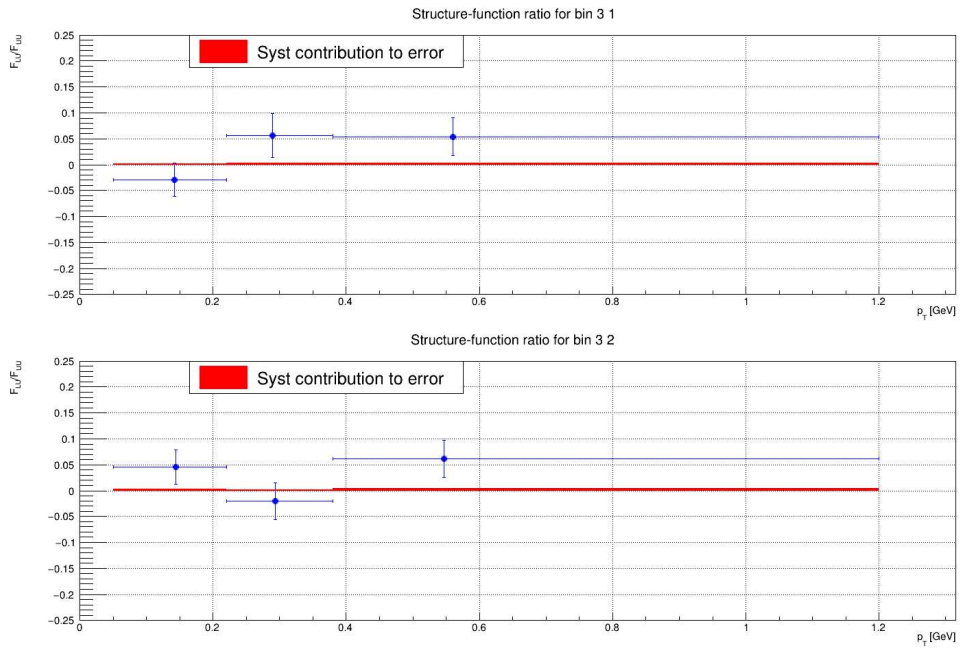 Structure-function ratio for bin 3 1
F_LU/F_UU
Syst contribution to error
0.25
0.2
0.15
0.1
0.05
0
−0.05
−0.1
−0.15
−0.2
−0.25
0 0.2 0.4 0.6 0.8 1 1.2
p_T [GeV]
Structure-function ratio for bin 3 2
F_LU/F_UU
Syst contribution to error
0.25
0.2
0.15
0.1
0.05
0
−0.05
−0.1
−0.15
−0.2
−0.25
0 0.2 0.4 0.6 0.8 1 1.2
p_T [GeV]